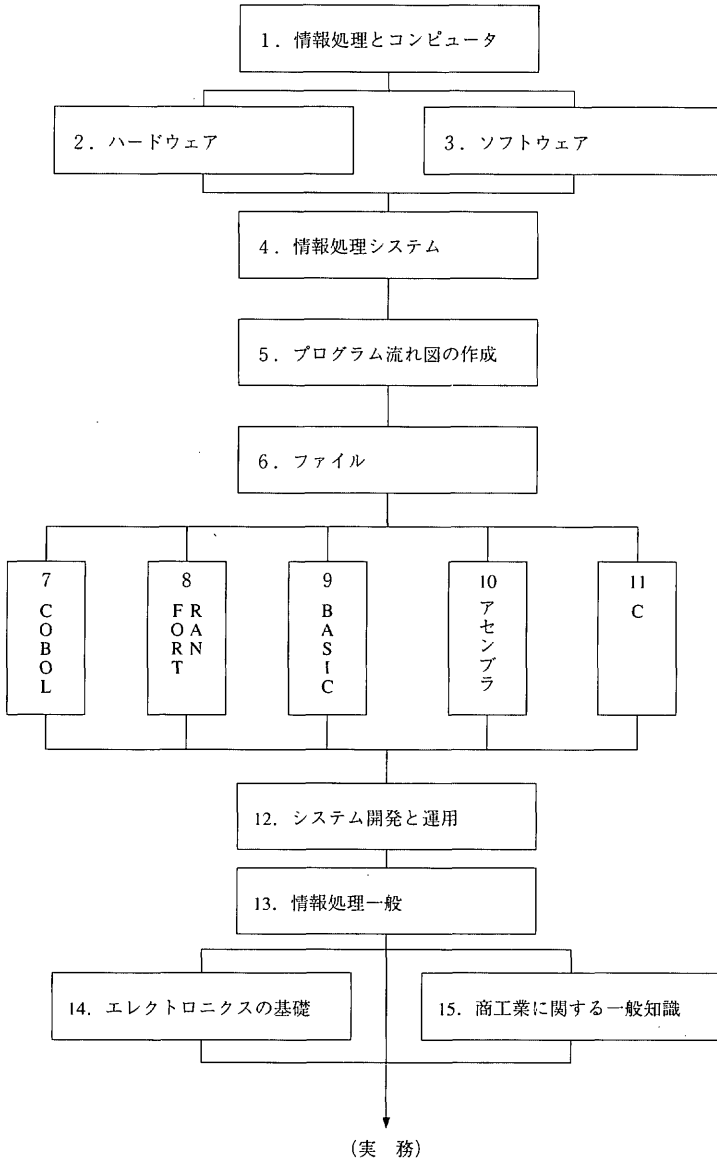 1．情報処理とコンピュータ
2．ハードウェア
3．ソフトウェア
4．情報処理システム
5．プログラム流れ図の作成
6．ファイル
7
COBOL
8
FORT
RAN
9
BASIC
10
アセンブラ
11
C
12．システム開発と運用
13．情報処理一般
14．エレクトロニクスの基礎
15．商工業に関する一般知識
(実　務)